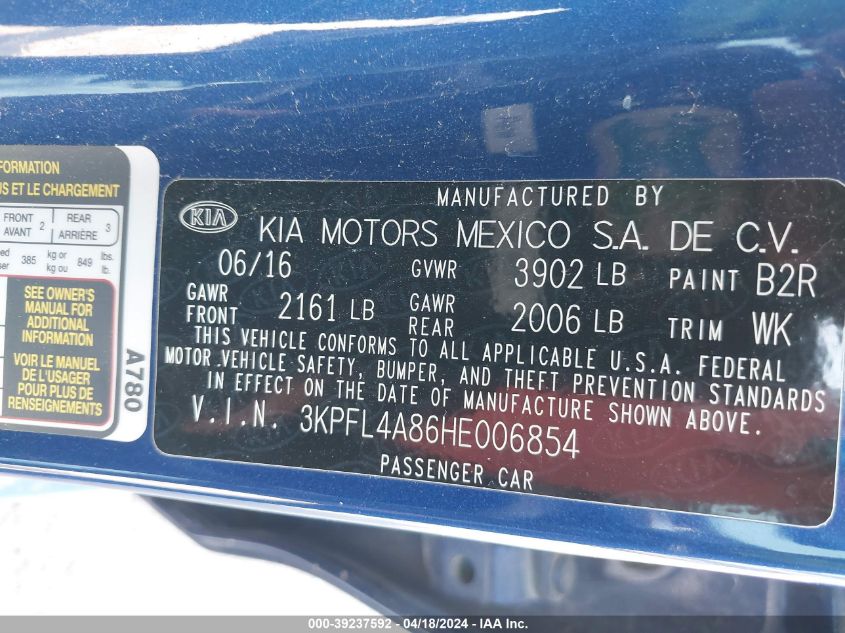 FORMATION
US ET LE CHARGEMENT
FRONT AVANT 2 REAR ARRIÈRE 3
385 kg or kg ou 849 lbs. lb.
SEE OWNER'S
MANUAL FOR
ADDITIONAL
INFORMATION
VOIR LE MANUEL
DE L'USAGER
POUR PLUS DE
RENSEIGNEMENTS
A780
MANUFACTURED BY
KIA KIA MOTORS MEXICO S.A. DE C.V.
06/16 GVWR 3902 LB PAINT B2R
GAWR FRONT 2161 LB GAWR REAR 2006 LB TRIM WK
THIS VEHICLE CONFORMS TO ALL APPLICABLE U.S.A. FEDERAL
MOTOR VEHICLE SAFETY, BUMPER, AND THEFT PREVENTION STANDARDS
IN EFFECT ON THE DATE OF MANUFACTURE SHOWN ABOVE.
V.I.N. 3KPFL4A86HE006854
PASSENGER CAR
000-39237592 - 04/18/2024 - IAAI.com